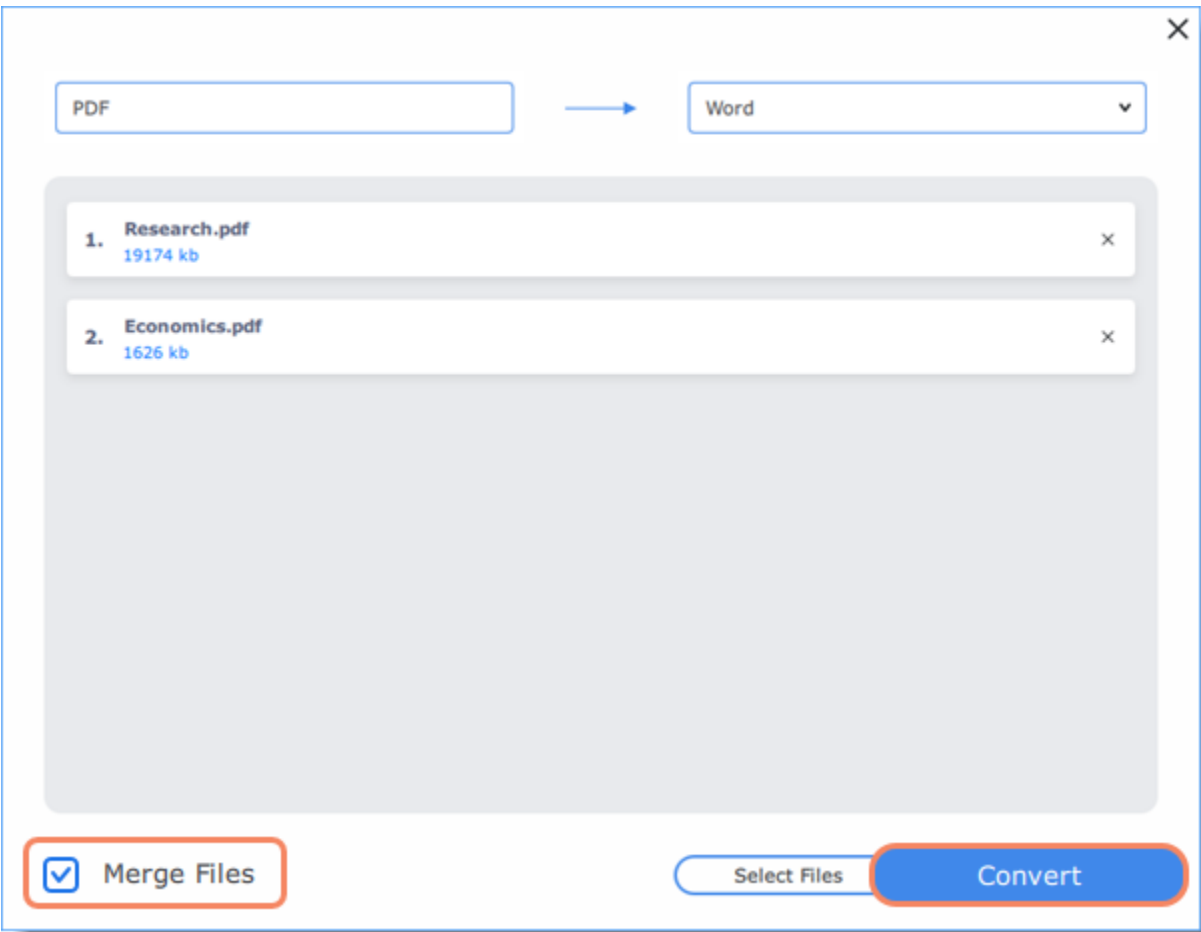 PDF
Word
1.
Research.pdf
19174 kb
2.
Economics.pdf
1626 kb
Merge Files
Select Files
Convert